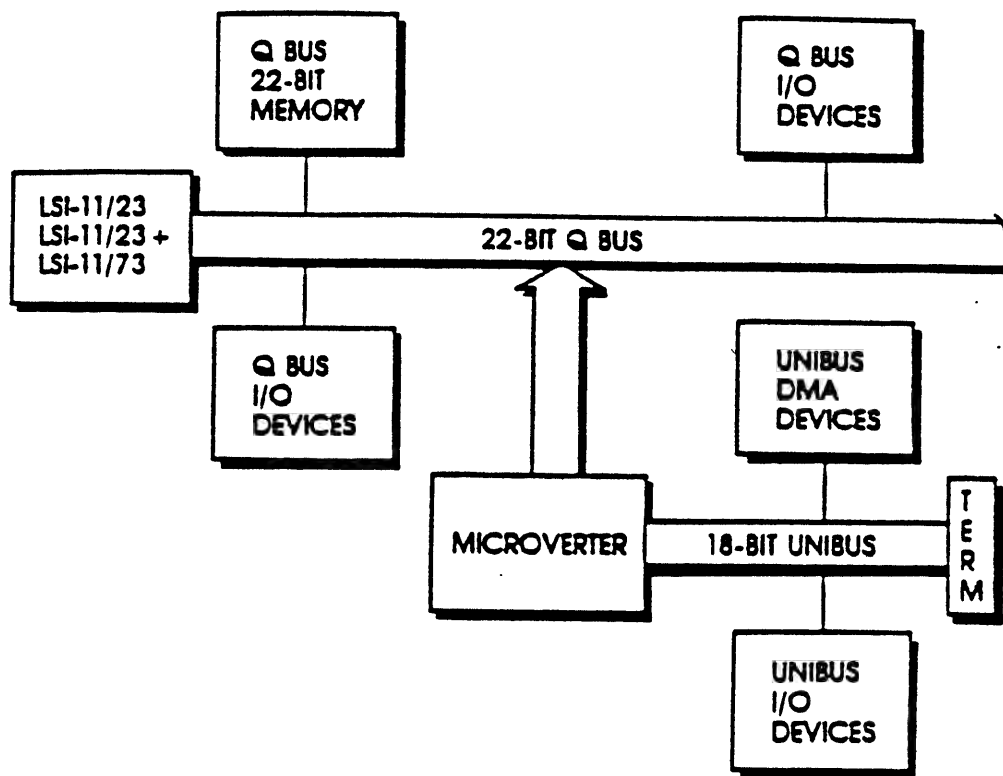 Q BUS
22-BIT
MEMORY
Q BUS
I/O
DEVICES
LSI-11/23
LSI-11/23 +
LSI-11/73
22-BIT Q BUS
Q BUS
I/O
DEVICES
UNIBUS
DMA
DEVICES
MICROVERTER
18-BIT UNIBUS
TERM
UNIBUS
I/O
DEVICES